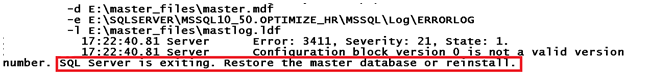 -d E:\master_files\master.mdf
-e E:\SQLSERVER\MSSQL10_50.OPTIMIZE_HR\MSSQL\Log\ERRORLOG
-l E:\master_files\mastlog.ldf
17:22:40.81 Server Error: 3411, Severity: 21, State: 1.
17:22:40.81 Server Configuration block version 0 is not a valid version
number. SQL Server is exiting. Restore the master database or reinstall.